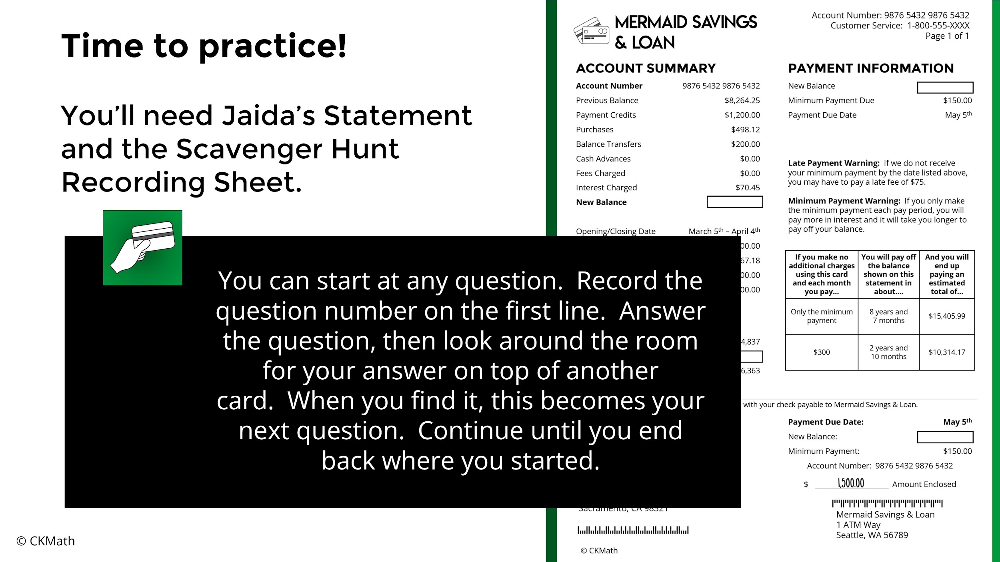 Time to practice!
You'll need Jaida's Statement
and the Scavenger Hunt
Recording Sheet.
You can start at any question.  Record the
question number on the first line.  Answer
the question, then look around the room
for your answer on top of another
card.  When you find it, this becomes your
next question.  Continue until you end
back where you started.
© CKMath
MERMAID SAVINGS
& LOAN
Account Number: 9876 5432 9876 5432
Customer Service:  1-800-555-XXXX
Page 1 of 1
ACCOUNT SUMMARY
Account Number 9876 5432 9876 5432
Previous Balance $8,264.25
Payment Credits $1,200.00
Purchases $498.12
Balance Transfers $200.00
Cash Advances $0.00
Fees Charged $0.00
Interest Charged $70.45
New Balance
Opening/Closing Date March 5th – April 4th
00.00
67.18
00.00
00.00
4,837
6,363
PAYMENT INFORMATION
New Balance
Minimum Payment Due $150.00
Payment Due Date May 5th
Late Payment Warning:  If we do not receive
your minimum payment by the date listed above,
you may have to pay a late fee of $75.
Minimum Payment Warning:  If you only make
the minimum payment each pay period, you will
pay more in interest and it will take you longer to
pay off your balance.
If you make no
additional charges
using this card
and each month
you pay...
You will pay off
the balance
shown on this
statement in
about....
And you will
end up
paying an
estimated
total of...
Only the minimum
payment
8 years and
7 months
$15,405.99
$300
2 years and
10 months
$10,314.17
with your check payable to Mermaid Savings & Loan.
Payment Due Date: May 5th
New Balance:
Minimum Payment: $150.00
Account Number:  9876 5432 9876 5432
$ 1,500.00 Amount Enclosed
Mermaid Savings & Loan
1 ATM Way
Seattle, WA 56789
Sacramento, CA 98321
© CKMath